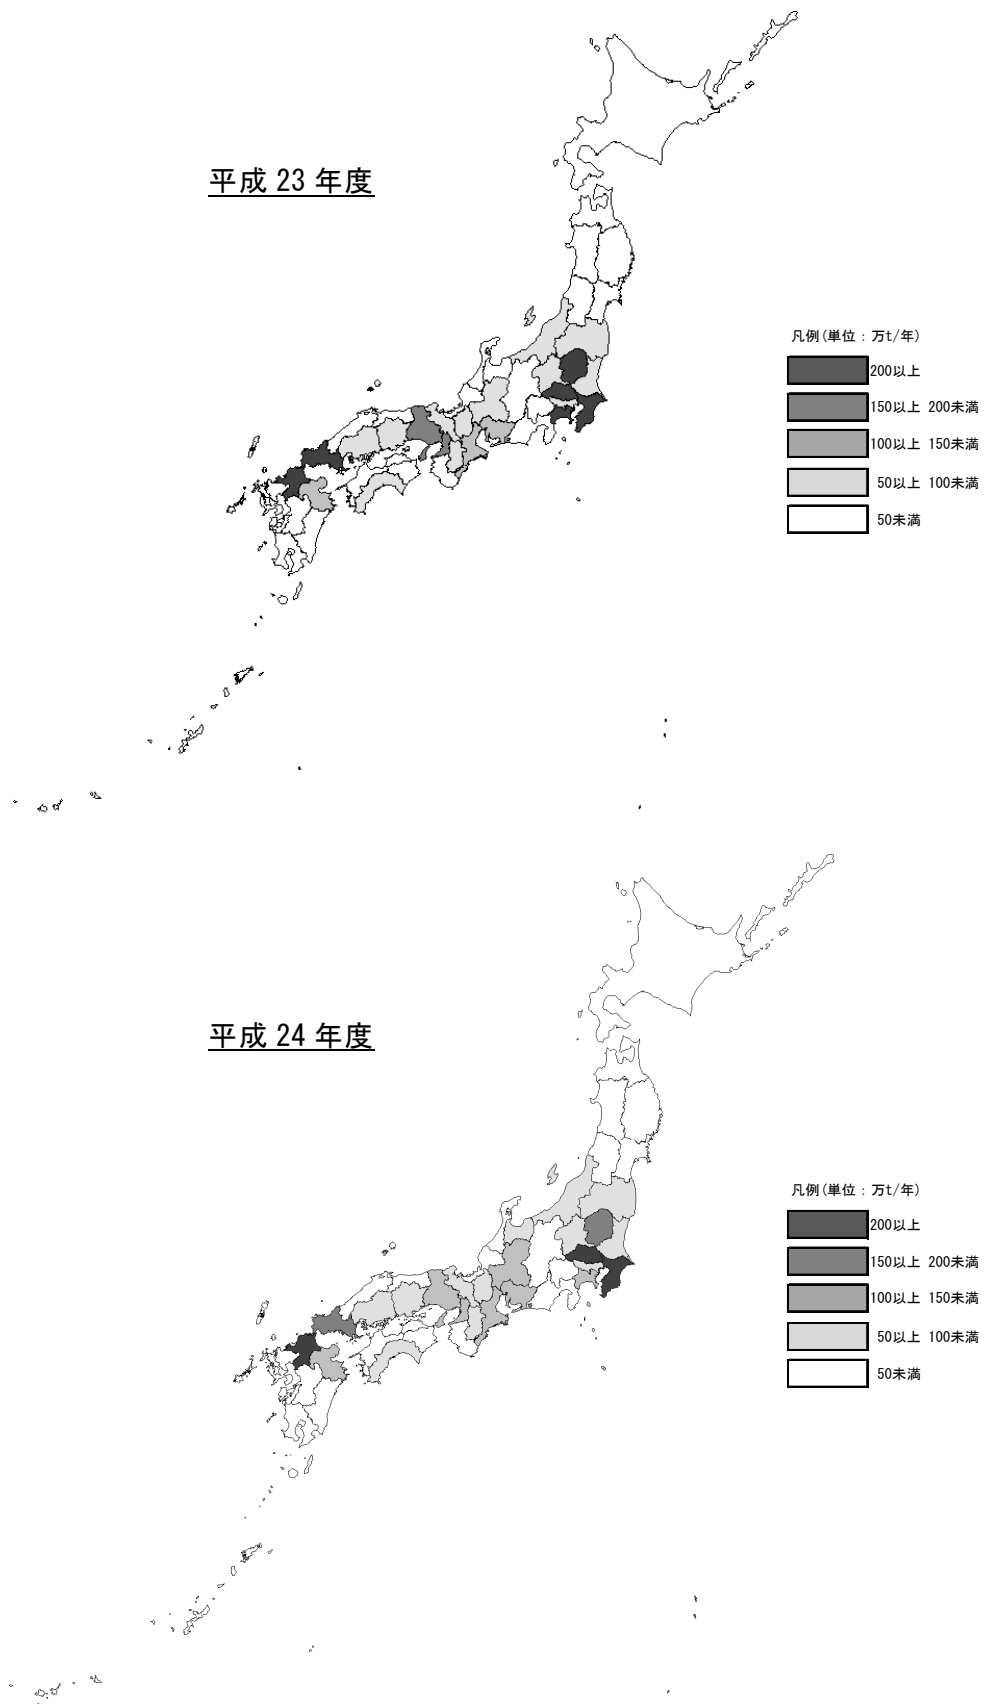 平成 23 年度
凡例(単位：万t/年)
200以上
150以上 200未満
100以上 150未満
50以上 100未満
50未満
平成 24 年度
凡例(単位：万t/年)
200以上
150以上 200未満
100以上 150未満
50以上 100未満
50未満